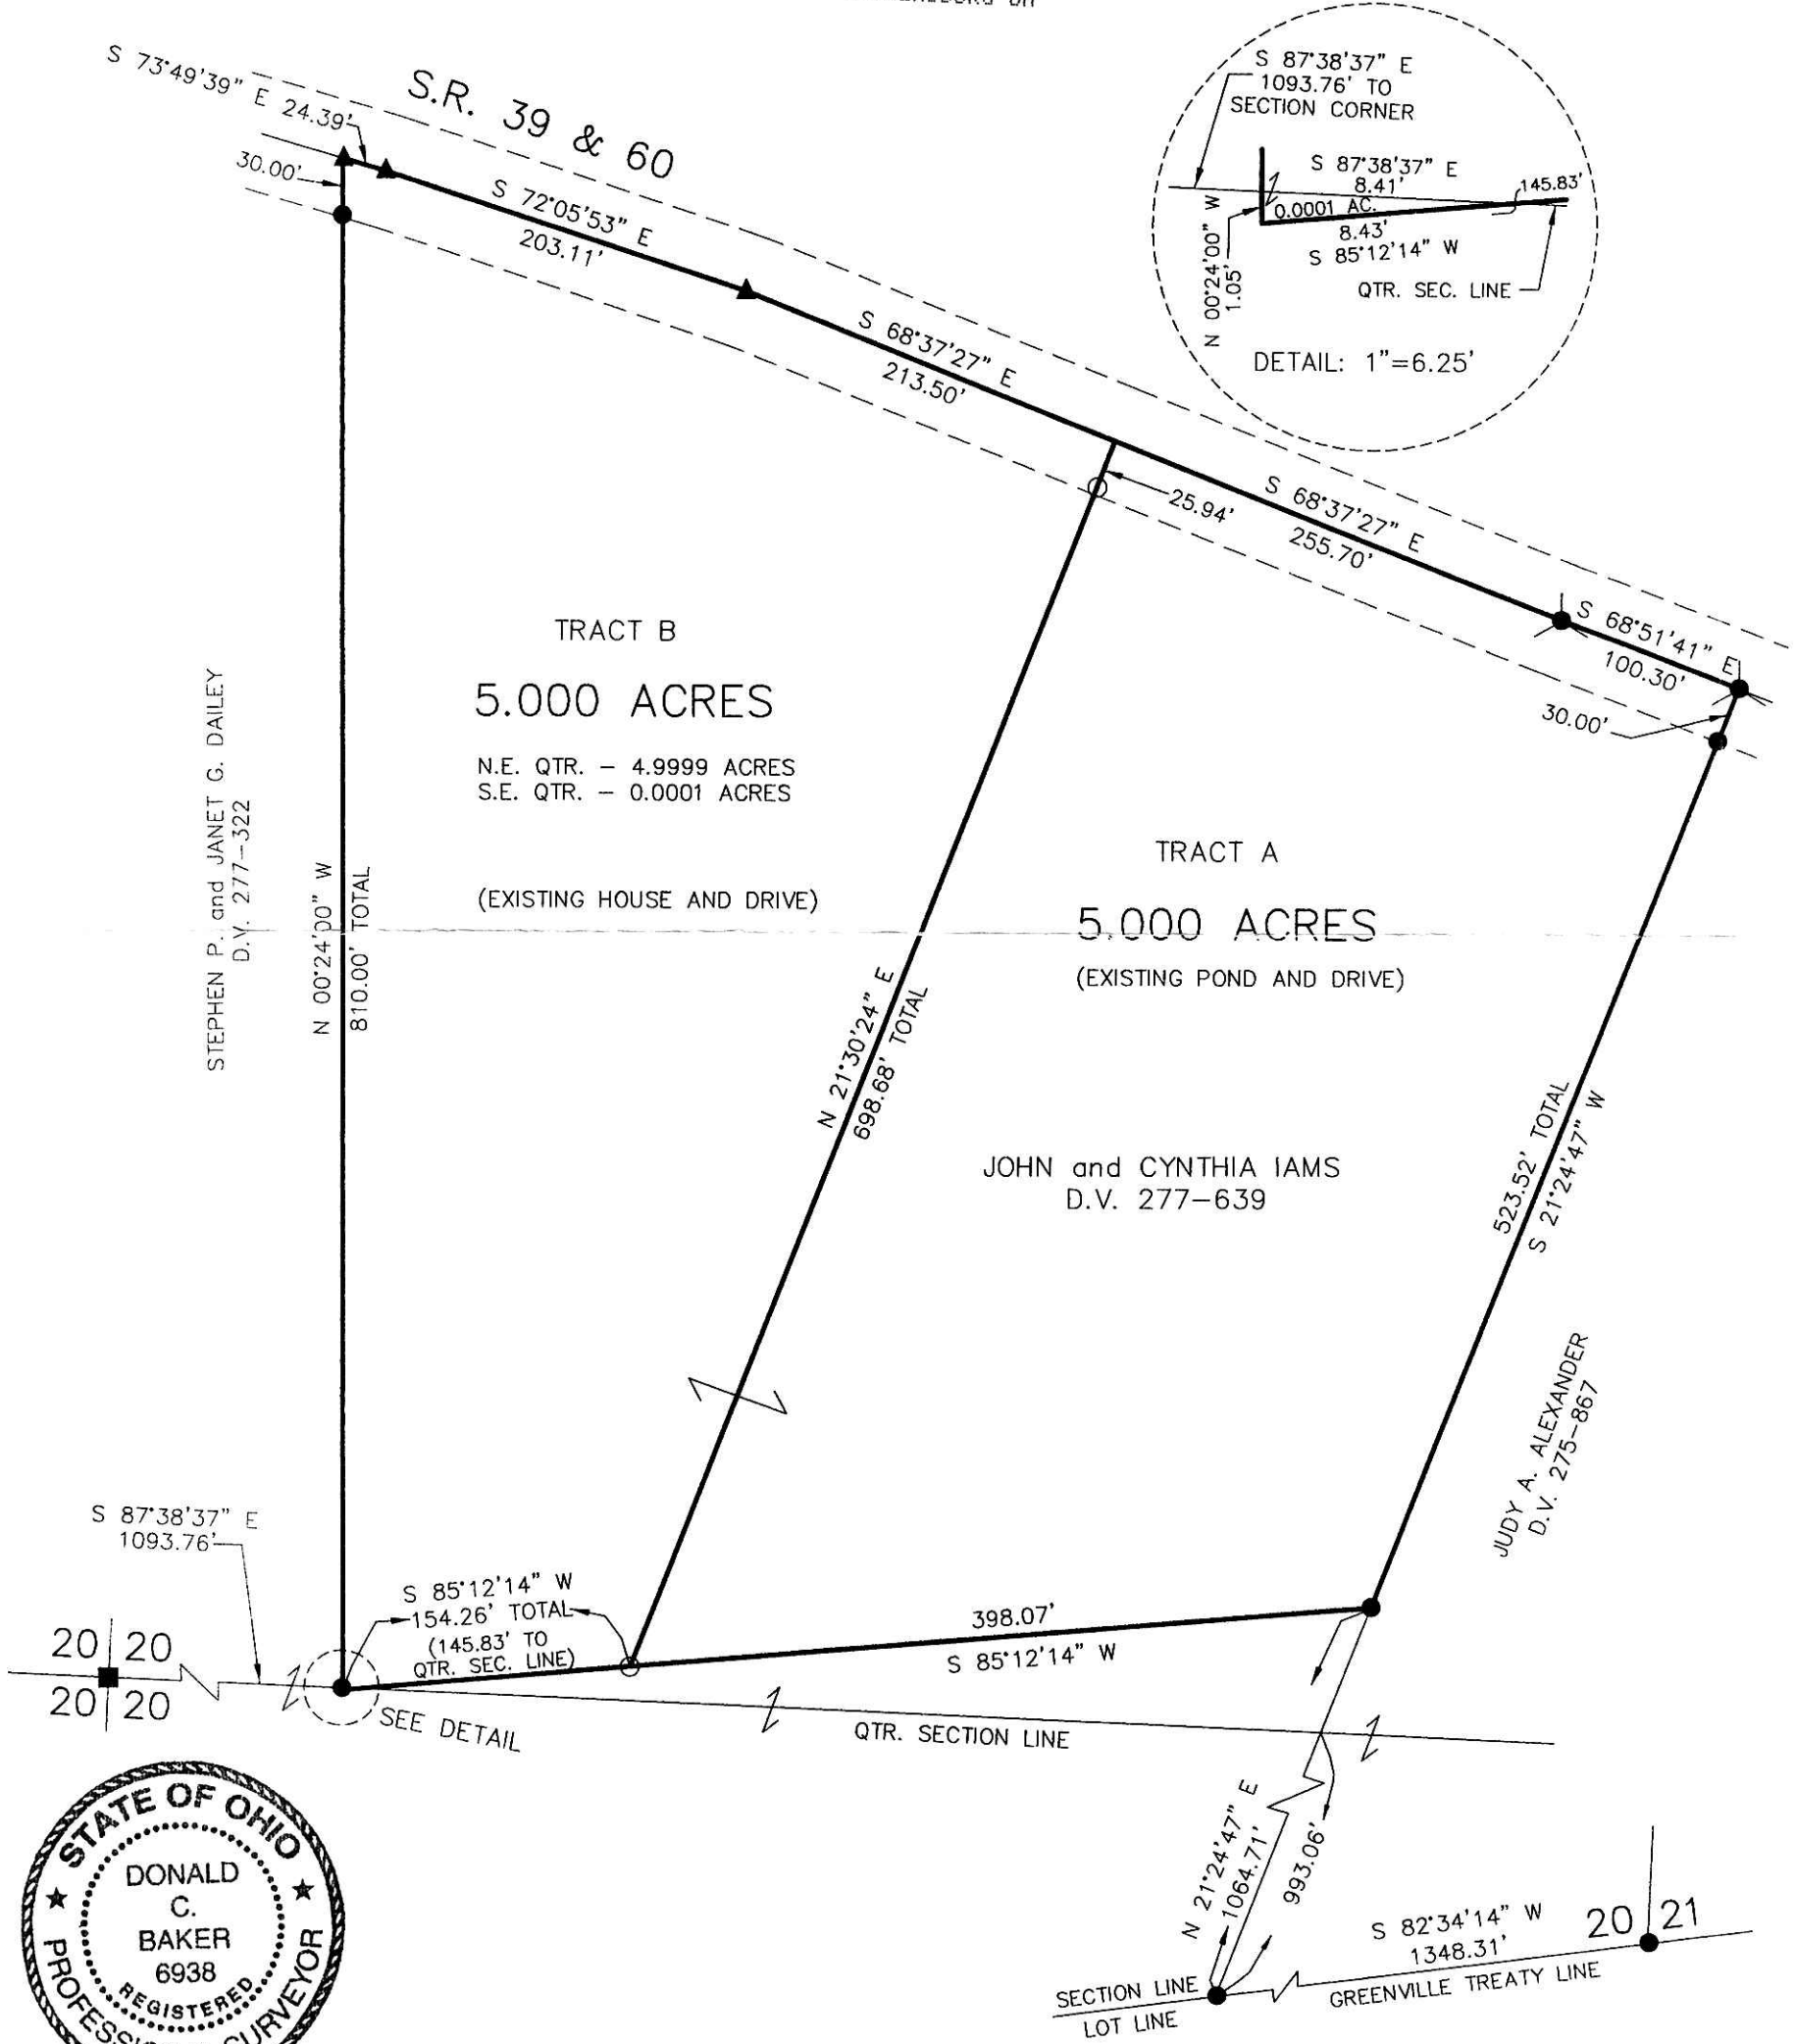 S 73°49'39" E 24.39'
S.R. 39 & 60
30.00'
S 72°05'53" E
203.11'
S 68°37'27" E
213.50'
S 87°38'37" E
1093.76' TO
SECTION CORNER
S 87°38'37" E
8.41'
145.83'
0.0001 AC.
8.43'
S 85°12'14" W
N 00°24'00" W
1.05'
QTR. SEC. LINE
DETAIL: 1"=6.25'
25.94'
S 68°37'27" E
255.70'
S 68°51'41" E
100.30'
30.00'
TRACT B
5.000 ACRES
N.E. QTR. – 4.9999 ACRES
S.E. QTR. – 0.0001 ACRES
(EXISTING HOUSE AND DRIVE)
STEPHEN P. and JANET G. DAILEY
D.V. 277–322
N 00°24'00" W
810.00' TOTAL
TRACT A
5.000 ACRES
(EXISTING POND AND DRIVE)
N 21°30'24" E
698.68' TOTAL
JOHN and CYNTHIA IAMS
D.V. 277–639
523.52' TOTAL
S 21°24'47" W
JUDY A. ALEXANDER
D.V. 275–867
S 87°38'37" E
1093.76'
S 85°12'14" W
154.26' TOTAL
(145.83' TO
QTR. SEC. LINE)
398.07'
S 85°12'14" W
20 20
20 20
SEE DETAIL
QTR. SECTION LINE
N 21°24'47" E
1064.71'
993.06'
S 82°34'14" W
1348.31'
20 21
SECTION LINE
LOT LINE
GREENVILLE TREATY LINE
STATE OF OHIO
DONALD
C.
BAKER
6938
REGISTERED
SURVEYOR